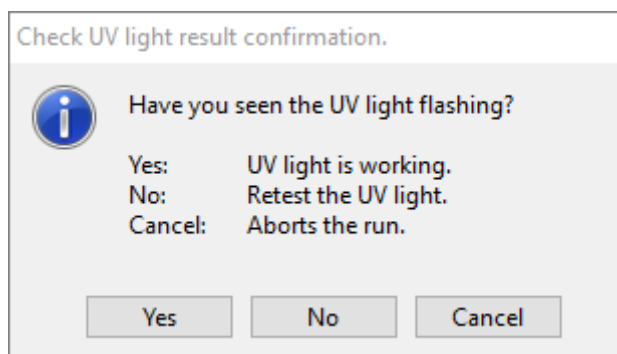 Check UV light result confirmation.
Have you seen the UV light flashing?
Yes: UV light is working.
No: Retest the UV light.
Cancel: Aborts the run.
Yes No Cancel